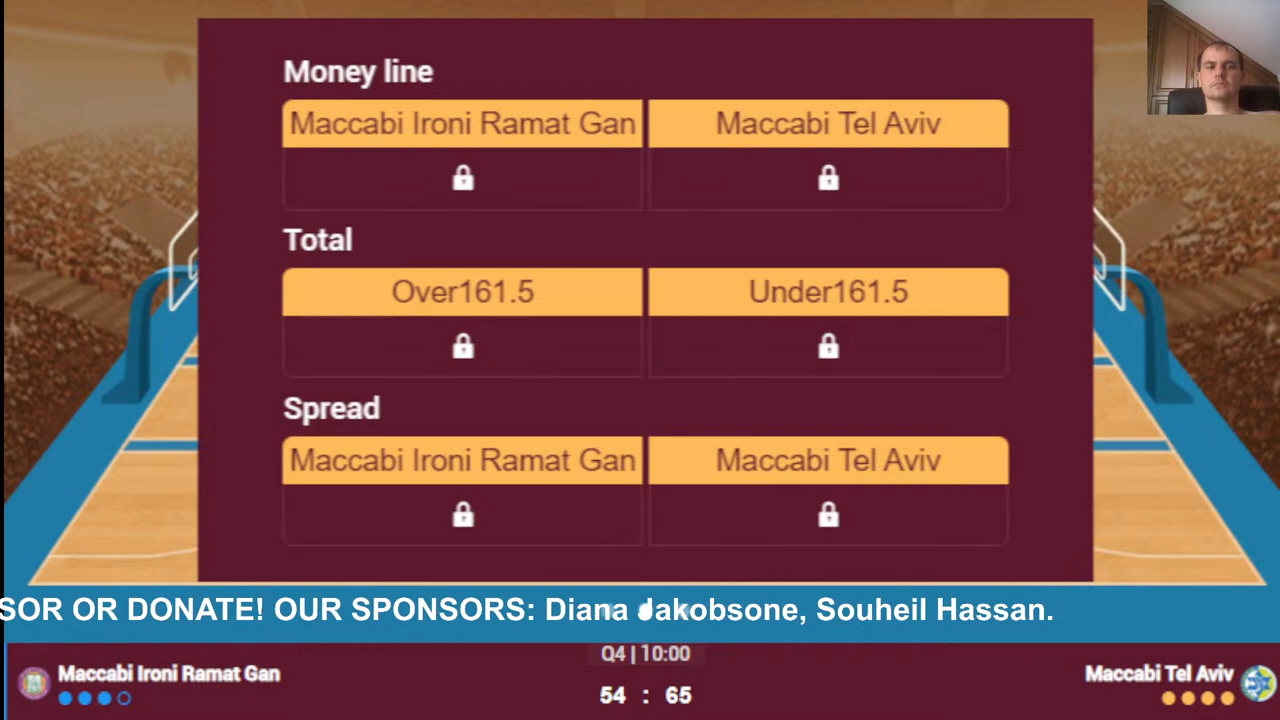 Money line
Maccabi Ironi Ramat Gan Maccabi Tel Aviv
Total
Over161.5 Under161.5
Spread
Maccabi Ironi Ramat Gan Maccabi Tel Aviv
SOR OR DONATE! OUR SPONSORS: Diana Jakobsone, Souheil Hassan.
Q4 | 10:00
Maccabi Ironi Ramat Gan Maccabi Tel Aviv
54 : 65